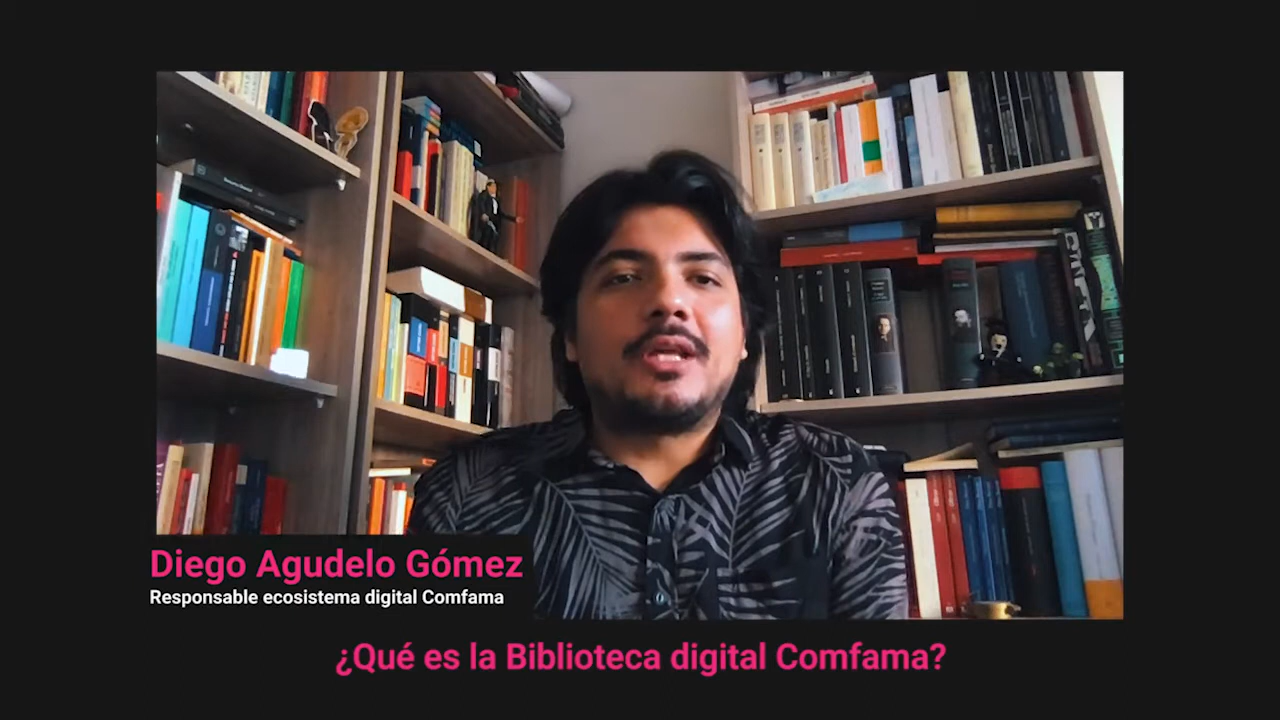 Diego Agudelo Gómez
Responsable ecosistema digital Comfama
¿Qué es la Biblioteca digital Comfama?